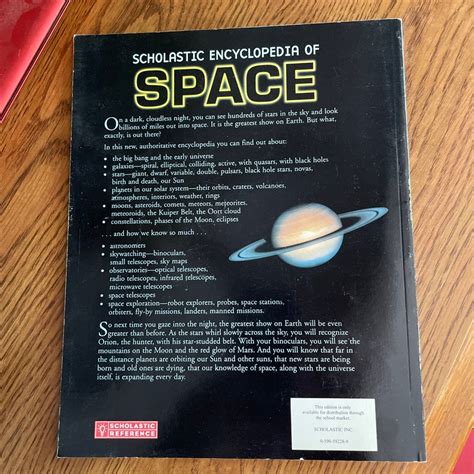 SCHOLASTIC ENCYCLOPEDIA OF
SPACE
On a dark, cloudless night, you can see hundreds of stars in the sky and look
billions of miles out into space. It is the greatest show on Earth. But what,
exactly, is out there?
In this new, authoritative encyclopedia you can find out about:
• the big bang and the early universe
• galaxies—spiral, elliptical, colliding, active, with quasars, with black holes
• stars—giant, dwarf, variable, double, pulsars, black hole stars, novas,
birth and death, our Sun
• planets in our solar system—their orbits, craters, volcanoes,
atmospheres, interiors, weather, rings
• moons, asteroids, comets, meteors, meteorites,
meteoroids, the Kuiper Belt, the Oort cloud
• constellations, phases of the Moon, eclipses
. . . and how we know so much . . .
• astronomers
• skywatching—binoculars,
small telescopes, sky maps
• observatories—optical telescopes,
radio telescopes, infrared telescopes,
microwave telescopes
• space telescopes
• space exploration—robot explorers, probes, space stations,
orbiters, fly-by missions, landers, manned missions.
So next time you gaze into the night, the greatest show on Earth will be even
greater than before. As the stars whirl slowly across the sky, you will recognize
Orion, the hunter, with his star-studded belt. With your binoculars, you will see the
mountains on the Moon and the red glow of Mars. And you will know that far in
the distance planets are orbiting our Sun and other suns, that new stars are being
born and old ones are dying, that our knowledge of space, along with the universe
itself, is expanding every day.
SCHOLASTIC
REFERENCE
This edition is only
available for distribution through
the school market.
SCHOLASTIC INC.